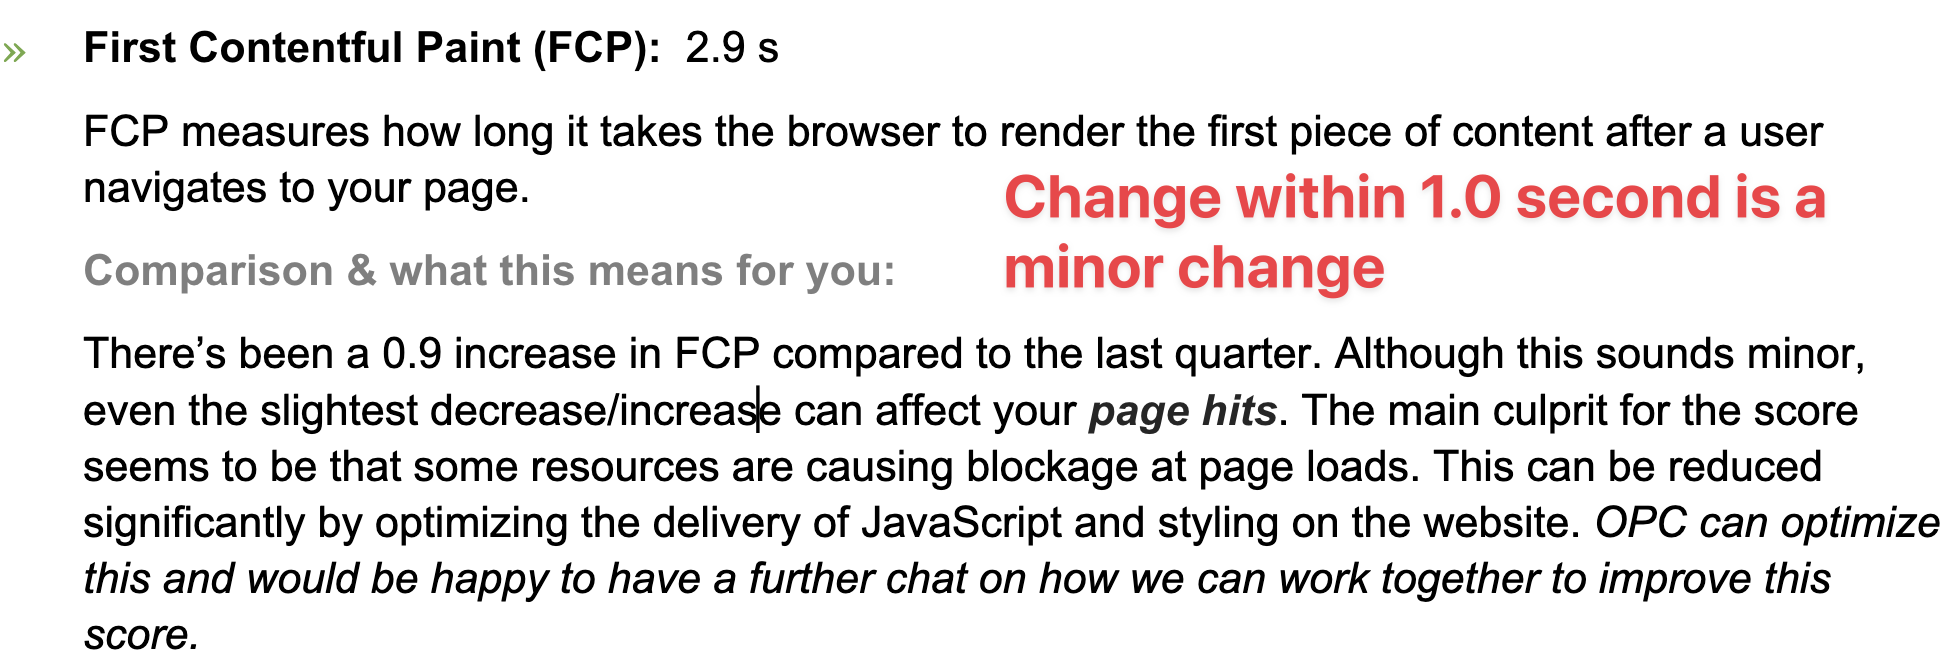 » First Contentful Paint (FCP): 2.9 s
FCP measures how long it takes the browser to render the first piece of content after a user
navigates to your page.
Change within 1.0 second is a
minor change
Comparison & what this means for you:
There’s been a 0.9 increase in FCP compared to the last quarter. Although this sounds minor,
even the slightest decrease/increase can affect your page hits. The main culprit for the score
seems to be that some resources are causing blockage at page loads. This can be reduced
significantly by optimizing the delivery of JavaScript and styling on the website. OPC can optimize
this and would be happy to have a further chat on how we can work together to improve this
score.